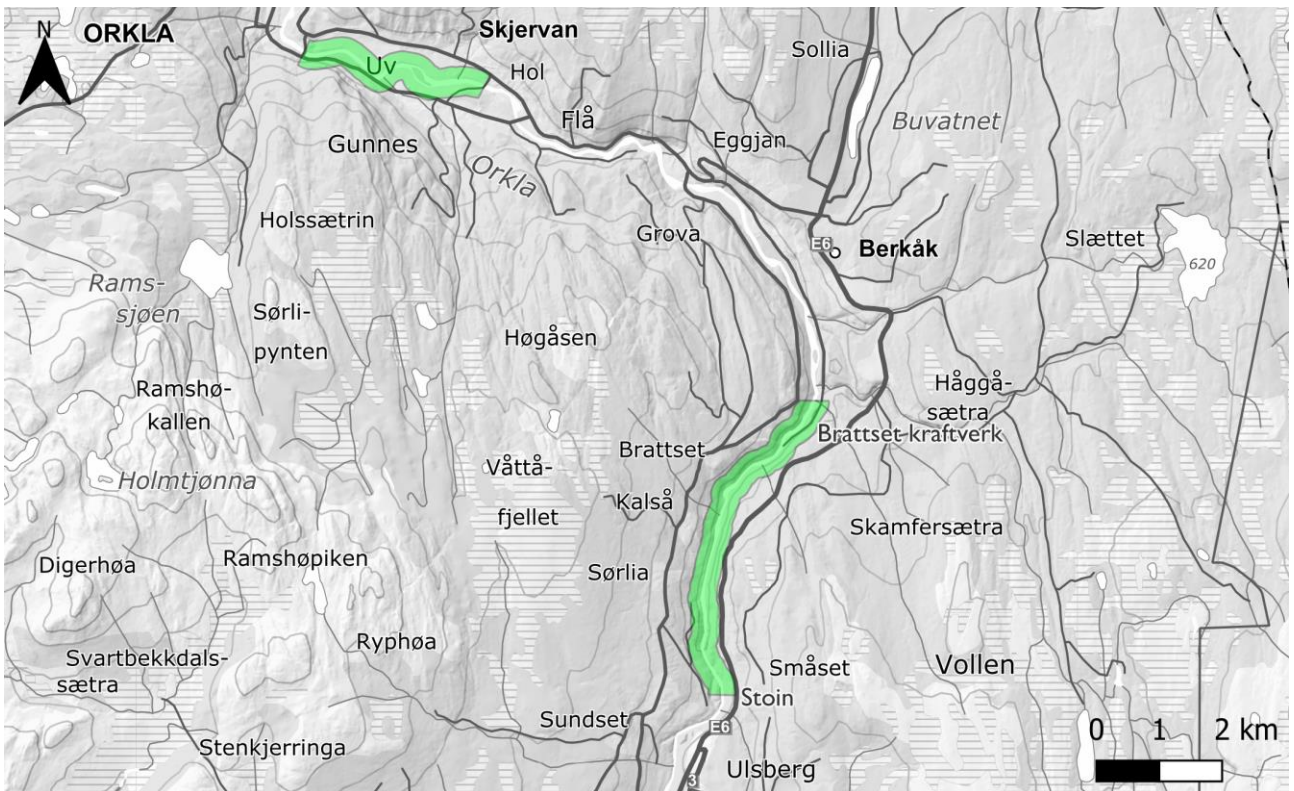 N
ORKLA
Skjervan
Sollia
Uv
Hol
Flå
Buvatnet
Eggjan
Gunnes
Orkla
Holssætrin
Grova
E6
Berkåk
Slættet
620
Rams-
sjøen
Sørli-
pynten
Høgåsen
Ramshø-
kallen
Håggå-
sætra
Brattset kraftverk
Brattset
Holmtjønna
Våttå-
fjellet
Kalså
Skamfersætra
Digerhøa
Ramshøpiken
Sørlia
Ryphøa
Svartbekkdals-
sætra
Småset
Vollen
Stoin
Sundset
E6
Stenkjerringa
Ulsberg
3
0 1 2 km